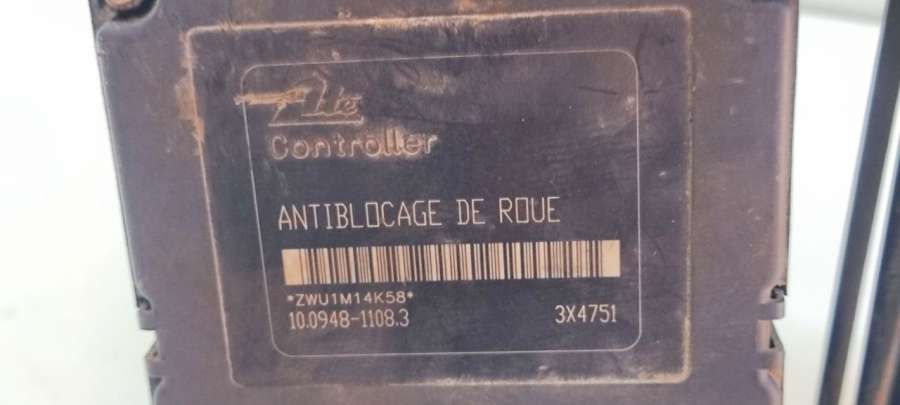 Ate
Controller
ANTIBLOCAGE DE ROUE
*ZWU1M14K58*
10.0948-1108.3 3X4751